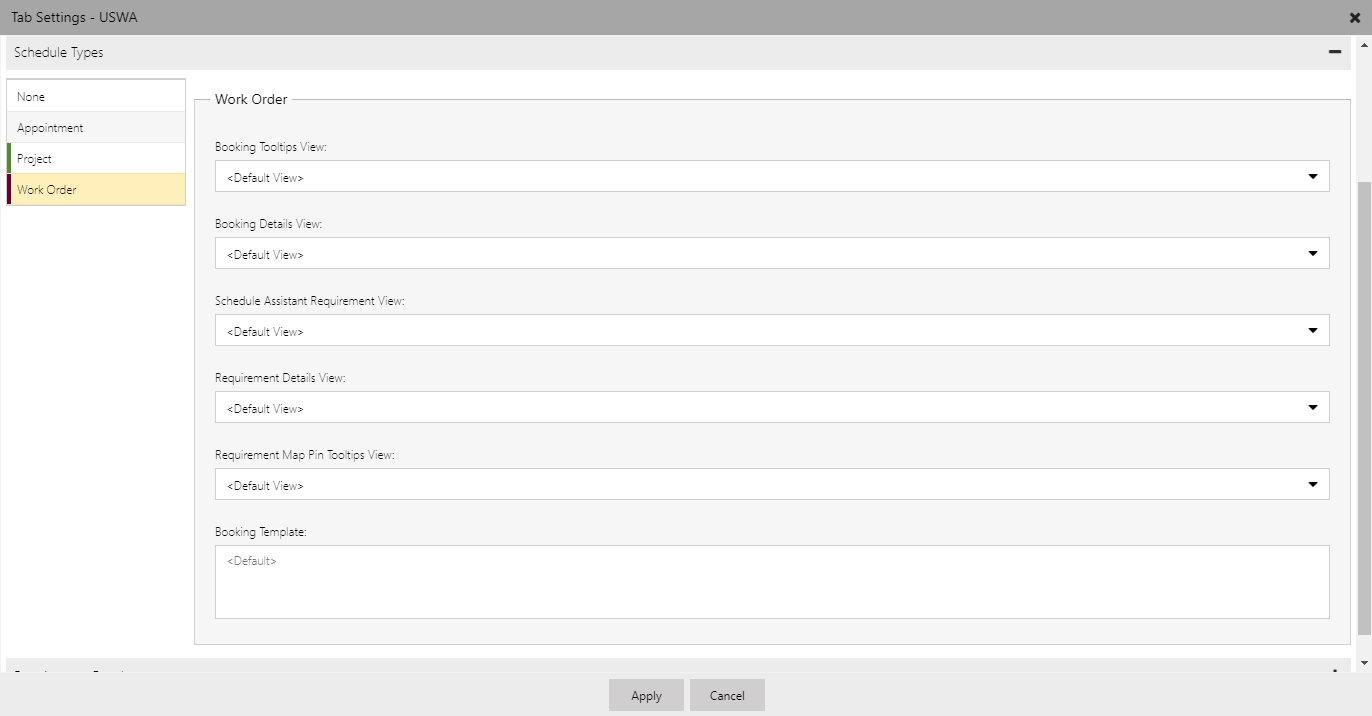 Tab Settings - USWA
Schedule Types
None
Appointment
Project
Work Order
Work Order
Booking Tooltips View:
<Default View>
Booking Details View:
<Default View>
Schedule Assistant Requirement View:
<Default View>
Requirement Details View:
<Default View>
Requirement Map Pin Tooltips View:
<Default View>
Booking Template:
<Default>
Apply
Cancel